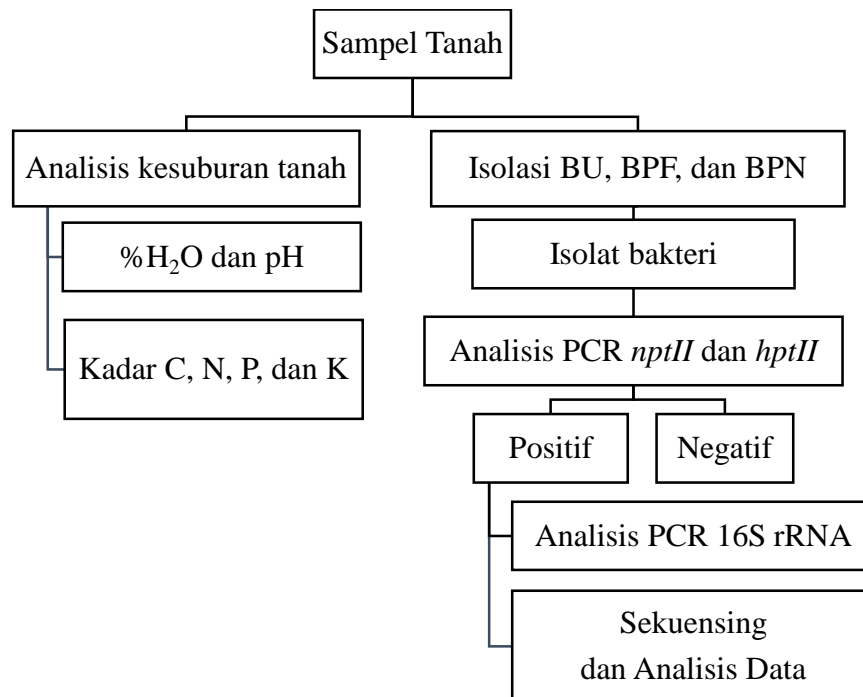 Sampel Tanah
Analisis kesuburan tanah
%H₂O dan pH
Kadar C, N, P, dan K
Isolasi BU, BPF, dan BPN
Isolat bakteri
Analisis PCR nptII dan hptII
Positif
Negatif
Analisis PCR 16S rRNA
Sekuensing
dan Analisis Data